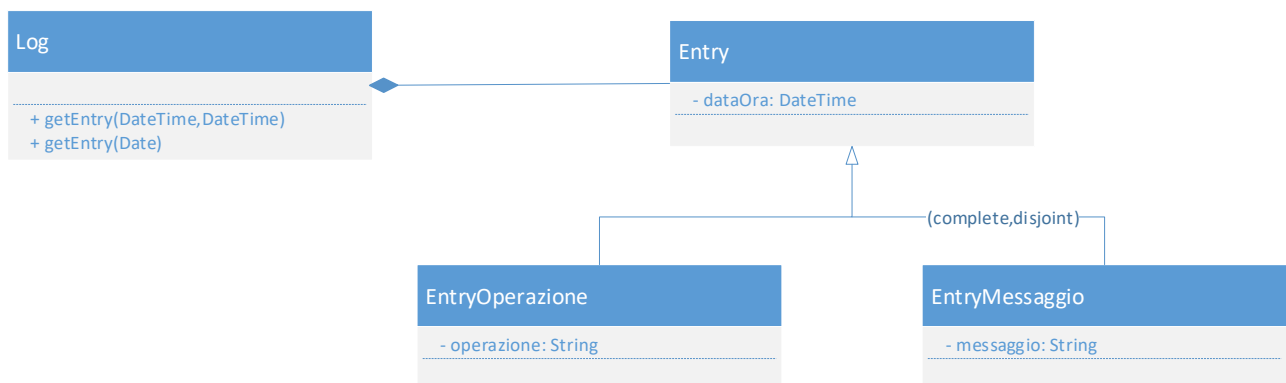 Log
+ getEntry(DateTime,DateTime)
+ getEntry(Date)
Entry
- dataOra: DateTime
(complete,disjoint)
EntryOperazione
- operazione: String
EntryMessaggio
- messaggio: String